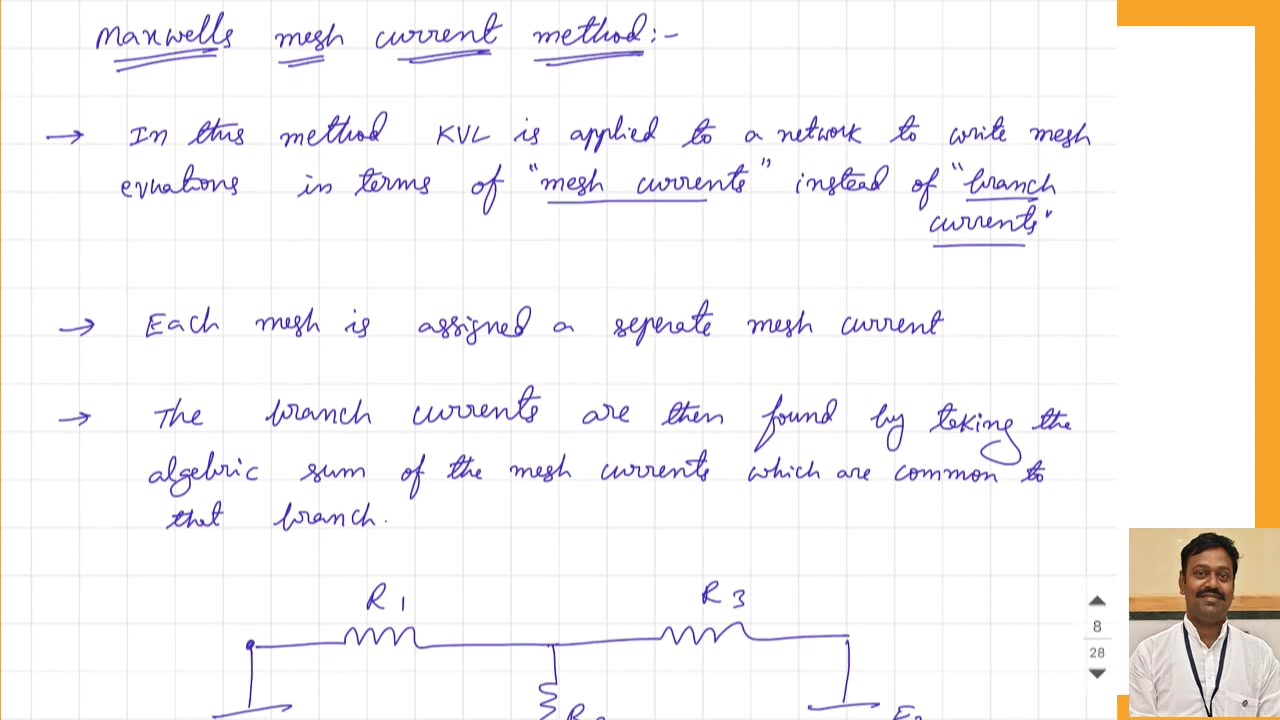 Maxwells mesh current method:-
→ In this method KVL is applied to a network to write mesh
equations in terms of "mesh currents" instead of "branch
currents"
→ Each mesh is assigned a seperate mesh current
→ The branch currents are then found by taking the
algebric sum of the mesh currents which are common to
that branch.
R1
R3
8
28